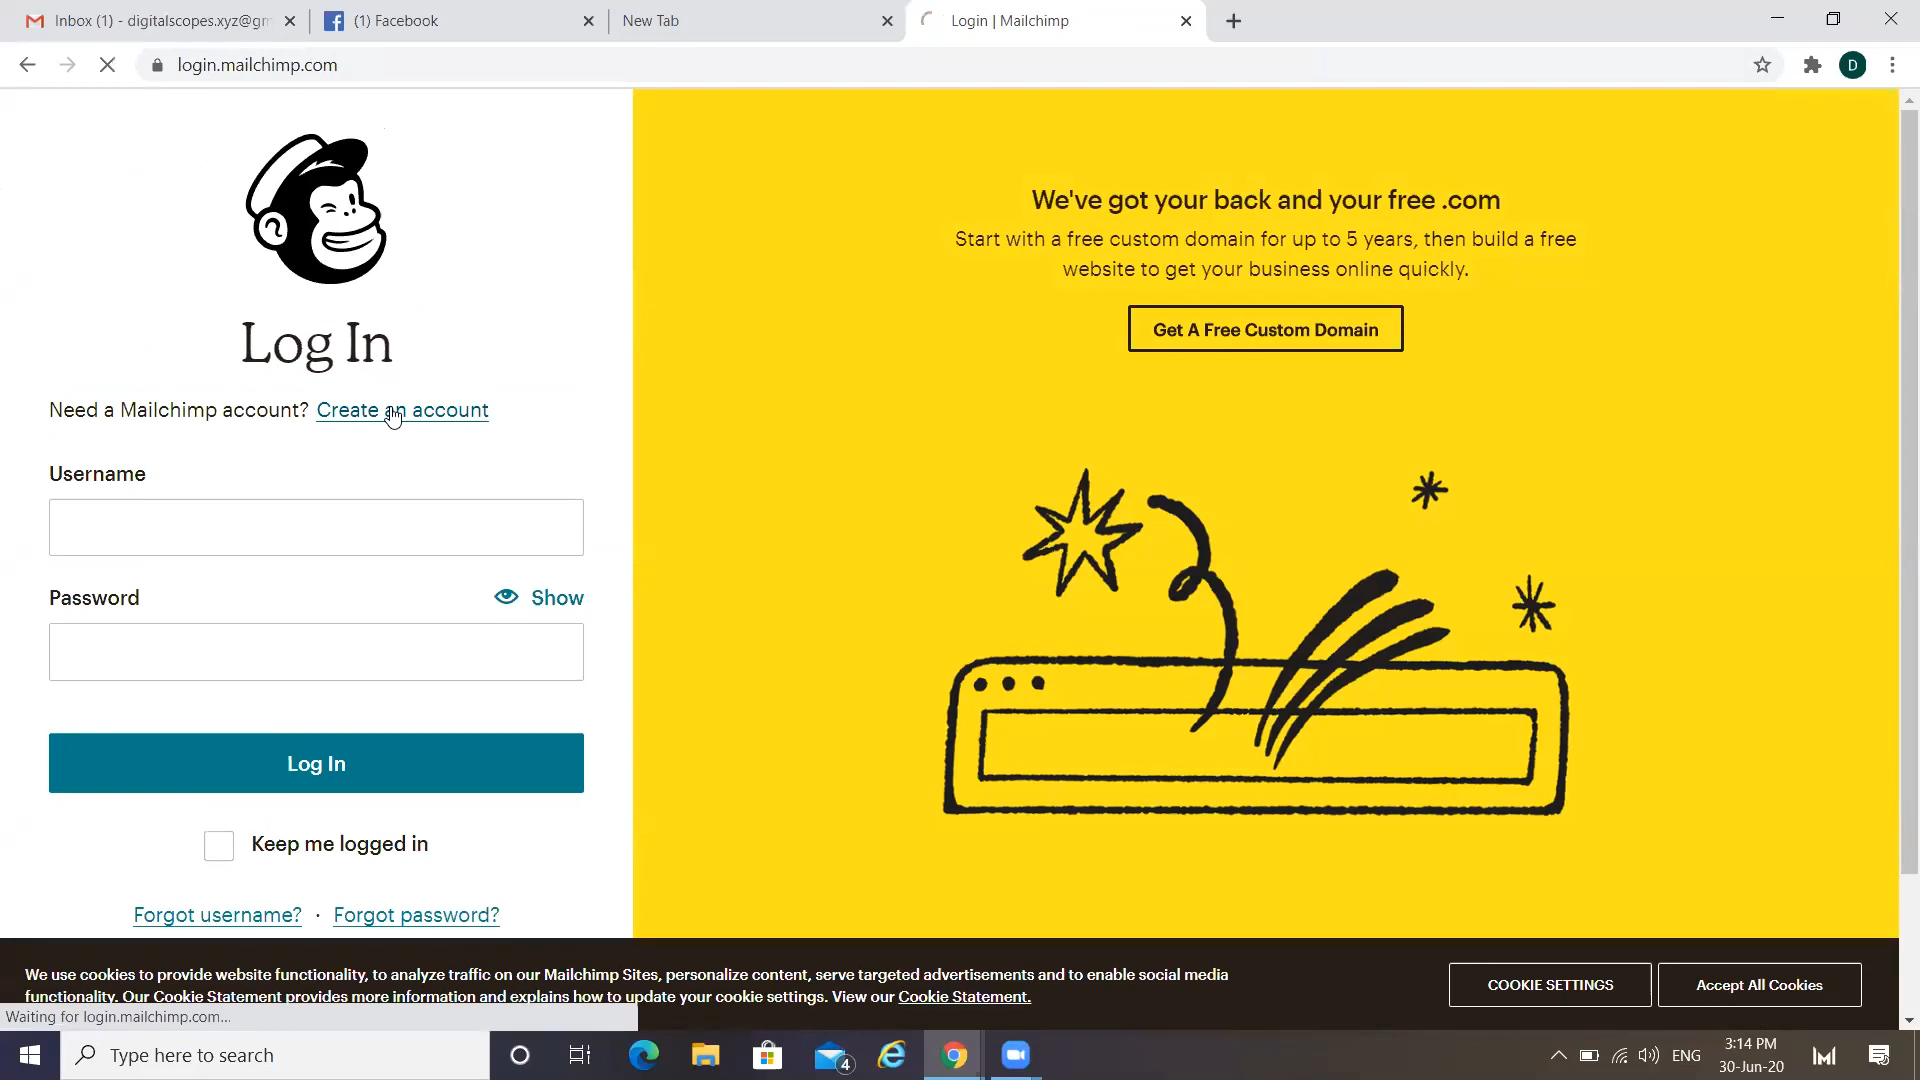 Inbox (1) - digitalscopes.xyz@gm
(1) Facebook
New Tab
Login | Mailchimp
login.mailchimp.com
D
Log In
Need a Mailchimp account? Create an account
Username
Password
Show
Log In
Keep me logged in
Forgot username? · Forgot password?
We've got your back and your free .com
Start with a free custom domain for up to 5 years, then build a free
website to get your business online quickly.
Get A Free Custom Domain
We use cookies to provide website functionality, to analyze traffic on our Mailchimp Sites, personalize content, serve targeted advertisements and to enable social media
functionality. Our Cookie Statement provides more information and explains how to update your cookie settings. View our Cookie Statement.
COOKIE SETTINGS
Accept All Cookies
Waiting for login.mailchimp.com...
Type here to search
4
ENG
3:14 PM
30-Jun-20